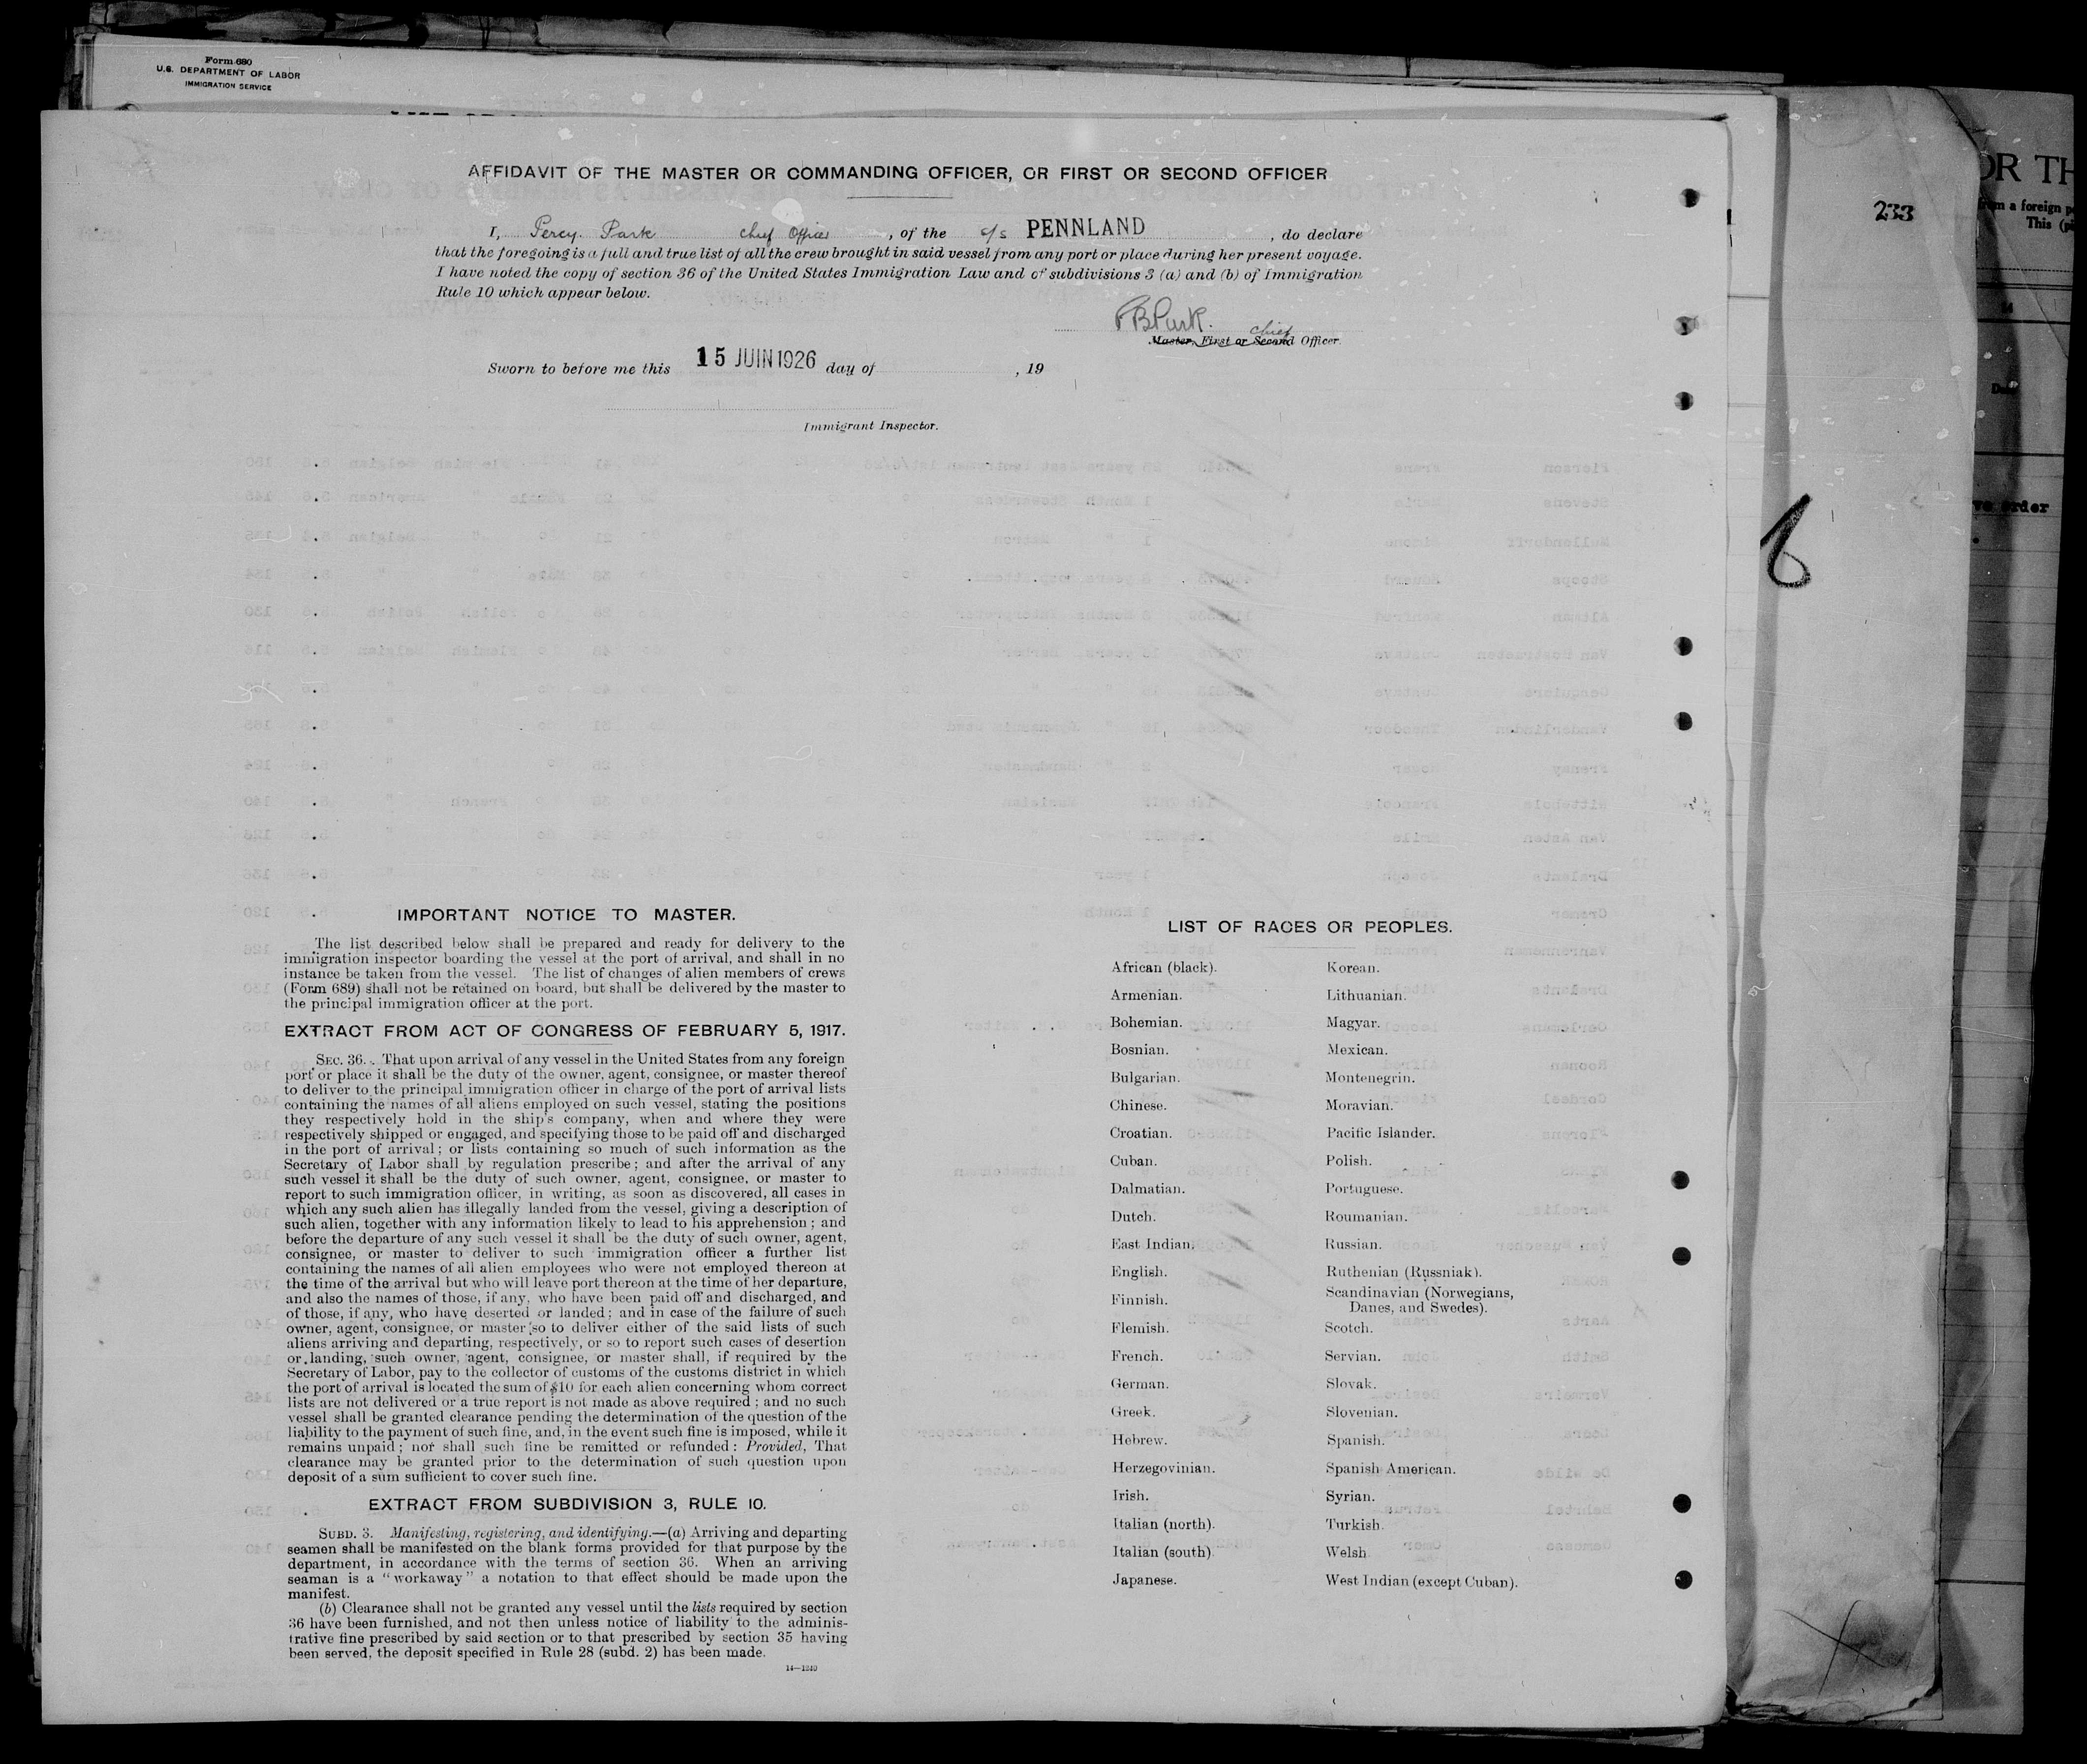 Form 680
U.S. DEPARTMENT OF LABOR
IMMIGRATION SERVICE
AFFIDAVIT OF THE MASTER OR COMMANDING OFFICER, OR FIRST OR SECOND OFFICER
I, Percy Park chief Officer, of the s/s PENNLAND, do declare
that the foregoing is a full and true list of all the crew brought in said vessel from any port or place during her present voyage.
I have noted the copy of section 36 of the United States Immigration Law and of subdivisions 3 (a) and (b) of Immigration
Rule 10 which appear below.
PBPark. chief
Master, First or Second Officer.
Sworn to before me this 15 JUIN 1926 day of , 19
Immigrant Inspector.
IMPORTANT NOTICE TO MASTER.
The list described below shall be prepared and ready for delivery to the
immigration inspector boarding the vessel at the port of arrival, and shall in no
instance be taken from the vessel. The list of changes of alien members of crews
(Form 689) shall not be retained on board, but shall be delivered by the master to
the principal immigration officer at the port.
EXTRACT FROM ACT OF CONGRESS OF FEBRUARY 5, 1917.
SEC. 36. That upon arrival of any vessel in the United States from any foreign
port or place it shall be the duty of the owner, agent, consignee, or master thereof
to deliver to the principal immigration officer in charge of the port of arrival lists
containing the names of all aliens employed on such vessel, stating the positions
they respectively hold in the ship's company, when and where they were
respectively shipped or engaged, and specifying those to be paid off and discharged
in the port of arrival; or lists containing so much of such information as the
Secretary of Labor shall by regulation prescribe; and after the arrival of any
such vessel it shall be the duty of such owner, agent, consignee, or master to
report to such immigration officer, in writing, as soon as discovered, all cases in
which any such alien has illegally landed from the vessel, giving a description of
such alien, together with any information likely to lead to his apprehension; and
before the departure of any such vessel it shall be the duty of such owner, agent,
consignee, or master to deliver to such immigration officer a further list
containing the names of all alien employees who were not employed thereon at
the time of the arrival but who will leave port thereon at the time of her departure,
and also the names of those, if any, who have been paid off and discharged, and
of those, if any, who have deserted or landed; and in case of the failure of such
owner, agent, consignee, or master so to deliver either of the said lists of such
aliens arriving and departing, respectively, or so to report such cases of desertion
or landing, such owner, agent, consignee, or master shall, if required by the
Secretary of Labor, pay to the collector of customs of the customs district in which
the port of arrival is located the sum of $10 for each alien concerning whom correct
lists are not delivered or a true report is not made as above required; and no such
vessel shall be granted clearance pending the determination of the question of the
liability to the payment of such fine, and, in the event such fine is imposed, while it
remains unpaid; nor shall such fine be remitted or refunded: Provided, That
clearance may be granted prior to the determination of such question upon
deposit of a sum sufficient to cover such fine.
EXTRACT FROM SUBDIVISION 3, RULE 10.
SUBD. 3. Manifesting, registering, and identifying.—(a) Arriving and departing
seamen shall be manifested on the blank forms provided for that purpose by the
department, in accordance with the terms of section 36. When an arriving
seaman is a "workaway" a notation to that effect should be made upon the
manifest.
(b) Clearance shall not be granted any vessel until the lists required by section
36 have been furnished, and not then unless notice of liability to the adminis-
trative fine prescribed by said section or to that prescribed by section 35 having
been served, the deposit specified in Rule 28 (subd. 2) has been made.
14—1240
LIST OF RACES OR PEOPLES.
African (black).
Armenian.
Bohemian.
Bosnian.
Bulgarian.
Chinese.
Croatian.
Cuban.
Dalmatian.
Dutch.
East Indian.
English.
Finnish.
Flemish.
French.
German.
Greek.
Hebrew.
Herzegovinian.
Irish.
Italian (north).
Italian (south).
Japanese.
Korean.
Lithuanian.
Magyar.
Mexican.
Montenegrin.
Moravian.
Pacific Islander.
Polish.
Portuguese.
Roumanian.
Russian.
Ruthenian (Russniak).
Scandinavian (Norwegians,
Danes, and Swedes).
Scotch.
Servian.
Slovak.
Slovenian.
Spanish.
Spanish American.
Syrian.
Turkish.
Welsh.
West Indian (except Cuban).
233
6
OR TH
from a foreign
This
order